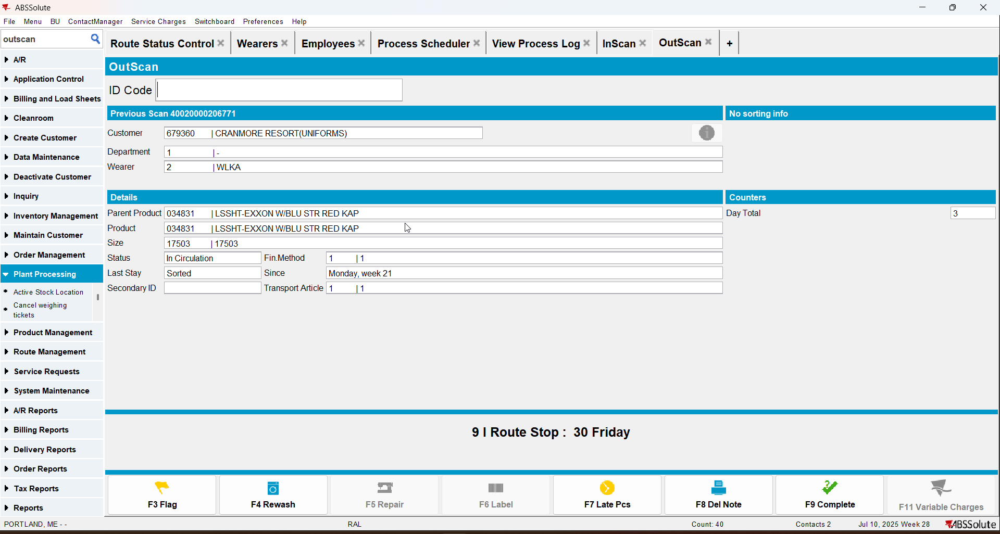 ABSSolute
File Menu BU ContactManager Service Charges Switchboard Preferences Help
outscan
Route Status Control Wearers Employees Process Scheduler View Process Log InScan OutScan +
A/R
Application Control
Billing and Load Sheets
Cleanroom
Create Customer
Data Maintenance
Deactivate Customer
Inquiry
Inventory Management
Maintain Customer
Order Management
Plant Processing
Active Stock Location
Cancel weighing
tickets
Product Management
Route Management
Service Requests
System Maintenance
A/R Reports
Billing Reports
Delivery Reports
Order Reports
Tax Reports
Reports
OutScan
ID Code
Previous Scan 40020000206771
No sorting info
Customer 679360 | CRANMORE RESORT(UNIFORMS)
Department 1 | -
Wearer 2 | WLKA
Details
Counters
Parent Product 034831 | LSSHT-EXXON W/BLU STR RED KAP
Day Total 3
Product 034831 | LSSHT-EXXON W/BLU STR RED KAP
Size 17503 | 17503
Status In Circulation Fin.Method 1 | 1
Last Stay Sorted Since Monday, week 21
Secondary ID Transport Article 1 | 1
9 I Route Stop : 30 Friday
F3 Flag F4 Rewash F5 Repair F6 Label F7 Late Pcs F8 Del Note F9 Complete F11 Variable Charges
PORTLAND, ME - - RAL Count: 40 Contacts 2 Jul 10, 2025 Week 28 ABSSolute